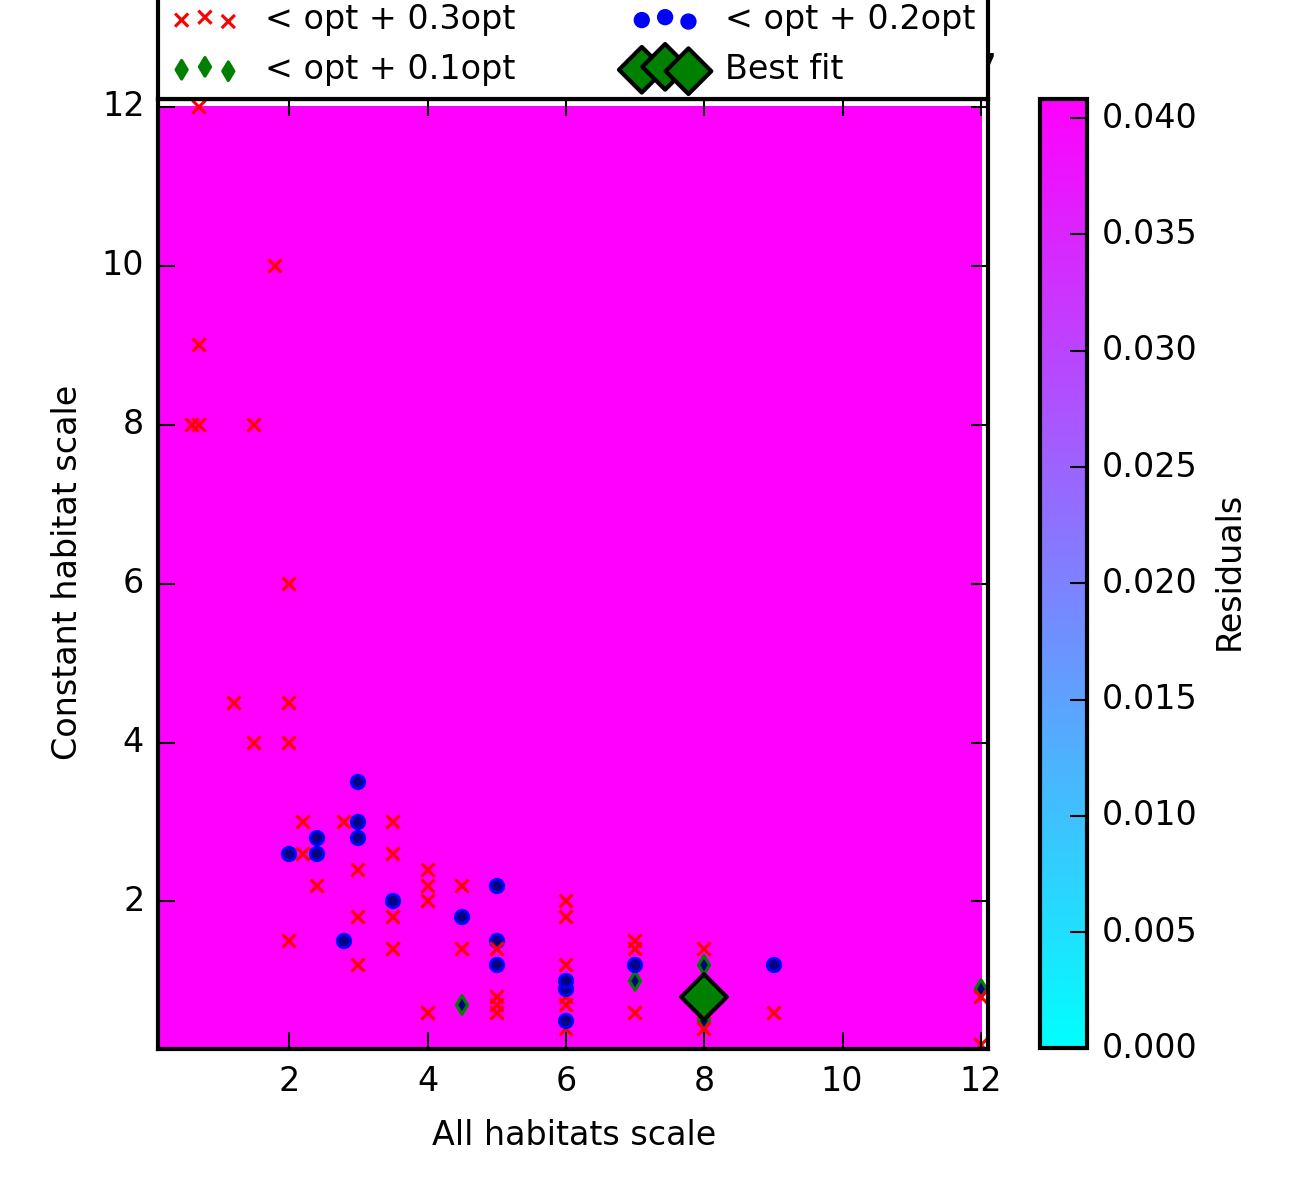 < opt + 0.3opt
< opt + 0.2opt
< opt + 0.1opt
Best fit
12
10
8
6
4
2
Constant habitat scale
2 4 6 8 10 12
All habitats scale
0.040
0.035
0.030
0.025
0.020
0.015
0.010
0.005
0.000
Residuals